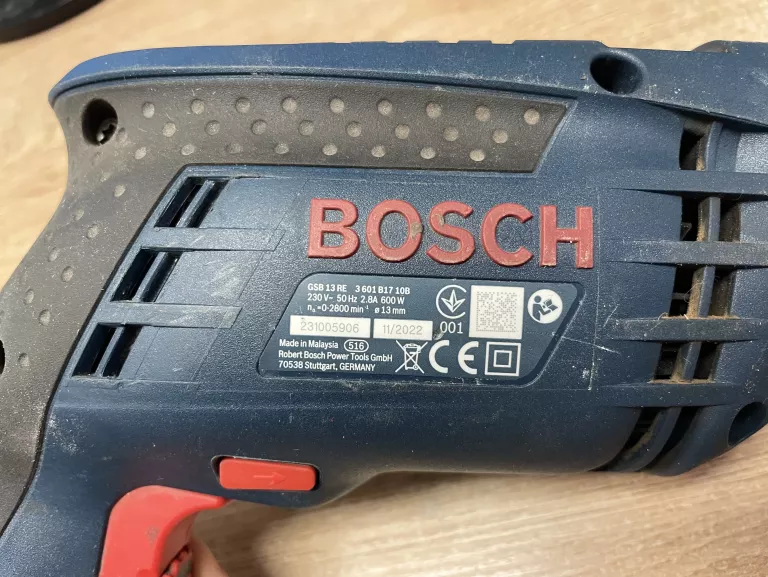 BOSCH
GSB 13 RE 3 601 B17 10B
230 V~ 50 Hz 2.8A 600 W
n₀=0-2800 min⁻¹ ø 13 mm
231005906 11/2022
001
Made in Malaysia 516
Robert Bosch Power Tools GmbH
70538 Stuttgart, GERMANY
CE